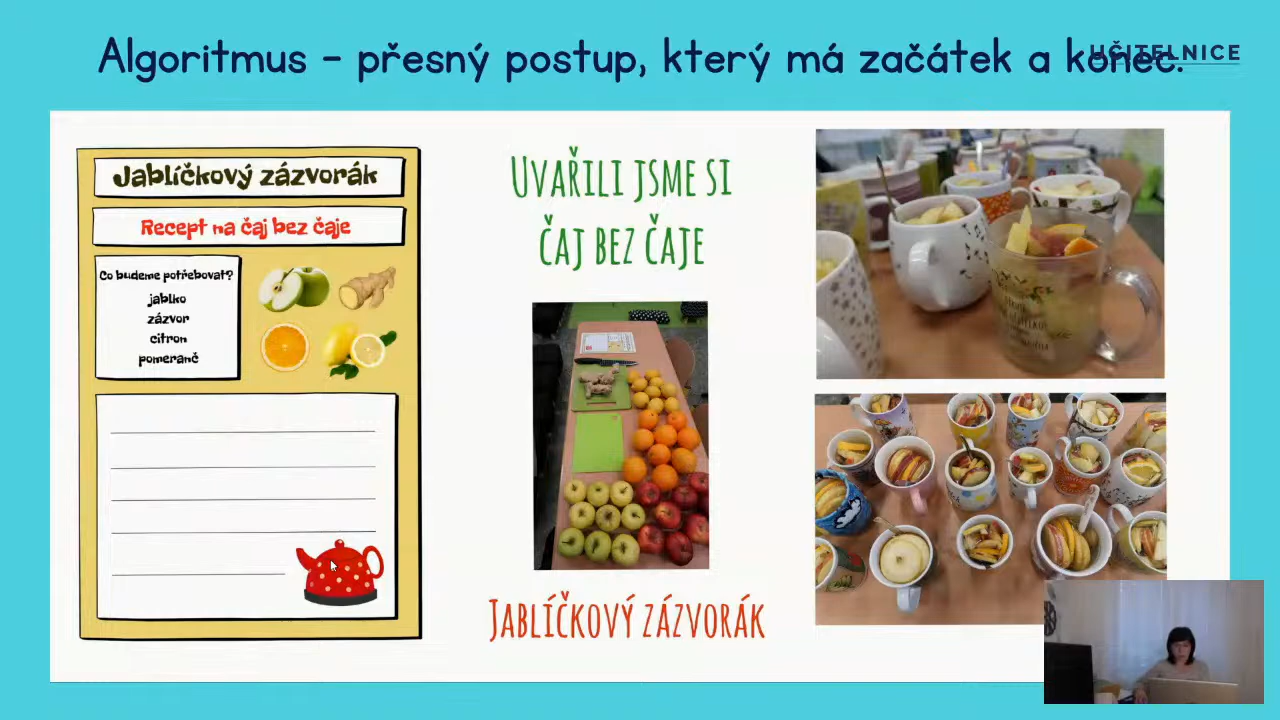 Algoritmus - přesný postup, který má začátek a konec.
UČITELNICE
Jablíčkový zázvorák
Recept na čaj bez čaje
Co budeme potřebovat?
jablko
zázvor
citron
pomeranč
UVAŘILI JSME SI
ČAJ BEZ ČAJE
JABLÍČKOVÝ ZÁZVORÁK